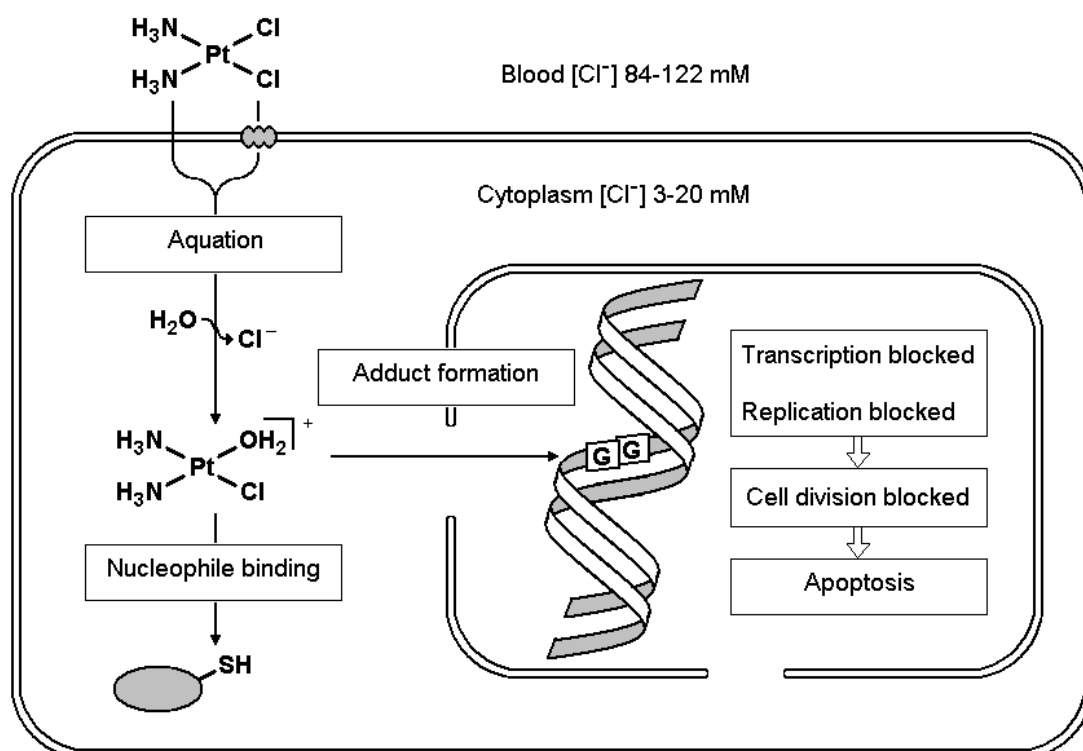 H₃N Cl
Pt
H₃N Cl
Blood [Cl⁻] 84-122 mM
Cytoplasm [Cl⁻] 3-20 mM
Aquation
H₂O Cl⁻
Adduct formation
Transcription blocked
Replication blocked
H₃N OH₂ +
Pt
H₃N Cl
G G
Cell division blocked
Nucleophile binding
Apoptosis
SH